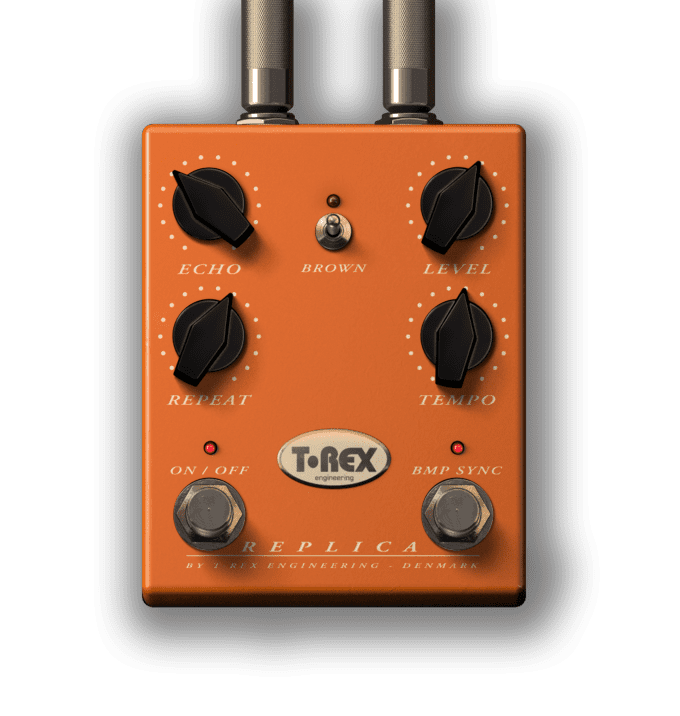 ECHO
BROWN
LEVEL
REPEAT
TEMPO
ON / OFF
T•REX
engineering
BMP SYNC
REPLICA
BY T-REX ENGINEERING - DENMARK